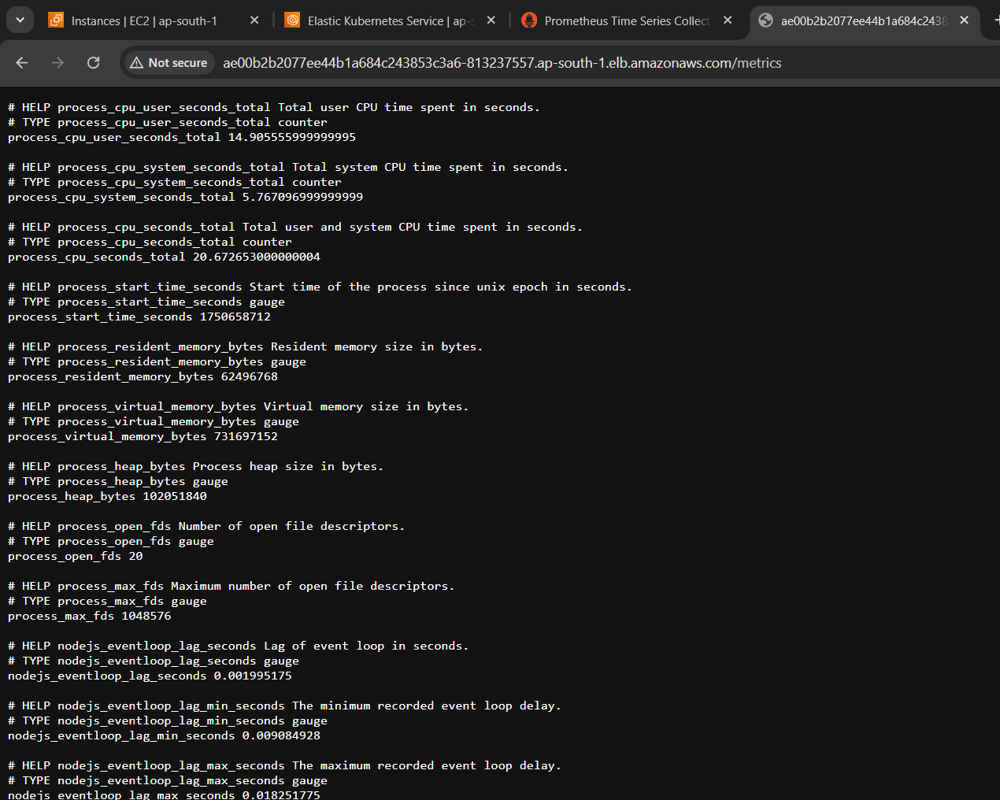 Instances | EC2 | ap-south-1
Elastic Kubernetes Service | ap-s
Prometheus Time Series Collect
ae00b2b2077ee44b1a684c2438
Not secure
ae00b2b2077ee44b1a684c243853c3a6-813237557.ap-south-1.elb.amazonaws.com/metrics
# HELP process_cpu_user_seconds_total Total user CPU time spent in seconds.
# TYPE process_cpu_user_seconds_total counter
process_cpu_user_seconds_total 14.905555999999995
# HELP process_cpu_system_seconds_total Total system CPU time spent in seconds.
# TYPE process_cpu_system_seconds_total counter
process_cpu_system_seconds_total 5.767096999999999
# HELP process_cpu_seconds_total Total user and system CPU time spent in seconds.
# TYPE process_cpu_seconds_total counter
process_cpu_seconds_total 20.672653000000004
# HELP process_start_time_seconds Start time of the process since unix epoch in seconds.
# TYPE process_start_time_seconds gauge
process_start_time_seconds 1750658712
# HELP process_resident_memory_bytes Resident memory size in bytes.
# TYPE process_resident_memory_bytes gauge
process_resident_memory_bytes 62496768
# HELP process_virtual_memory_bytes Virtual memory size in bytes.
# TYPE process_virtual_memory_bytes gauge
process_virtual_memory_bytes 731697152
# HELP process_heap_bytes Process heap size in bytes.
# TYPE process_heap_bytes gauge
process_heap_bytes 102051840
# HELP process_open_fds Number of open file descriptors.
# TYPE process_open_fds gauge
process_open_fds 20
# HELP process_max_fds Maximum number of open file descriptors.
# TYPE process_max_fds gauge
process_max_fds 1048576
# HELP nodejs_eventloop_lag_seconds Lag of event loop in seconds.
# TYPE nodejs_eventloop_lag_seconds gauge
nodejs_eventloop_lag_seconds 0.001995175
# HELP nodejs_eventloop_lag_min_seconds The minimum recorded event loop delay.
# TYPE nodejs_eventloop_lag_min_seconds gauge
nodejs_eventloop_lag_min_seconds 0.009084928
# HELP nodejs_eventloop_lag_max_seconds The maximum recorded event loop delay.
# TYPE nodejs_eventloop_lag_max_seconds gauge
nodejs_eventloop_lag_max_seconds 0.018251775